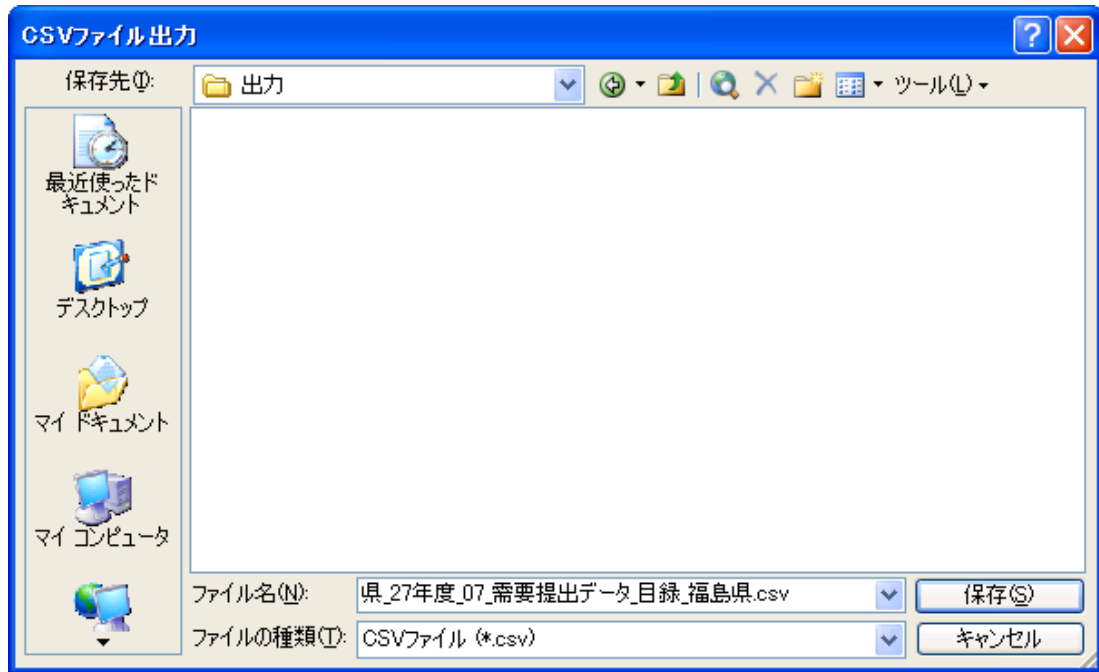 CSVファイル出力
保存先(I):
出力
ツール(L)
最近使ったド
キュメント
デスクトップ
マイ ドキュメント
マイ コンピュータ
ファイル名(N):
県_27年度_07_需要提出データ_目録_福島県.csv
保存(S)
ファイルの種類(T):
CSVファイル (*.csv)
キャンセル